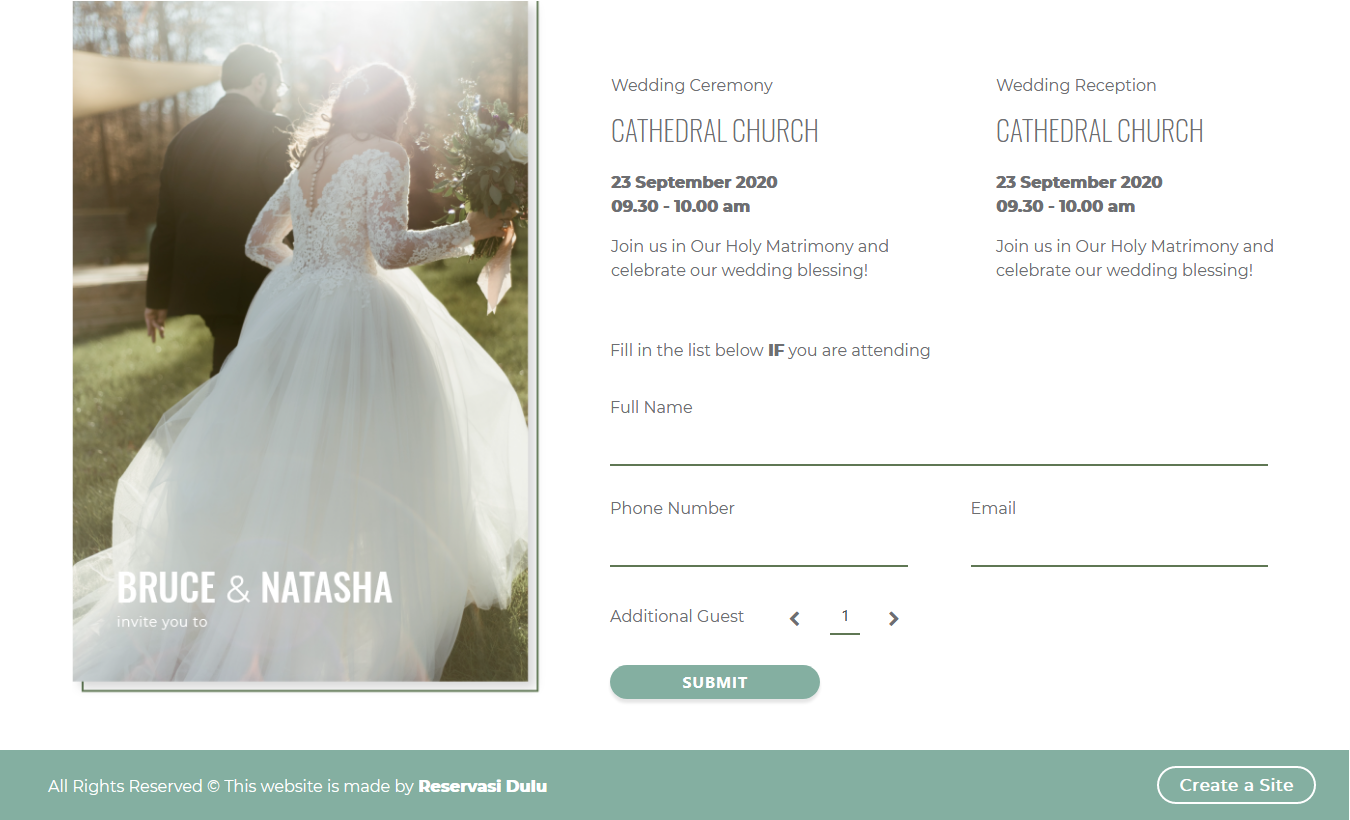 BRUCE & NATASHA
invite you to
Wedding Ceremony
CATHEDRAL CHURCH
23 September 2020
09.30 - 10.00 am
Join us in Our Holy Matrimony and
celebrate our wedding blessing!
Wedding Reception
CATHEDRAL CHURCH
23 September 2020
09.30 - 10.00 am
Join us in Our Holy Matrimony and
celebrate our wedding blessing!
Fill in the list below IF you are attending
Full Name
Phone Number
Email
Additional Guest
1
SUBMIT
All Rights Reserved © This website is made by Reservasi Dulu
Create a Site